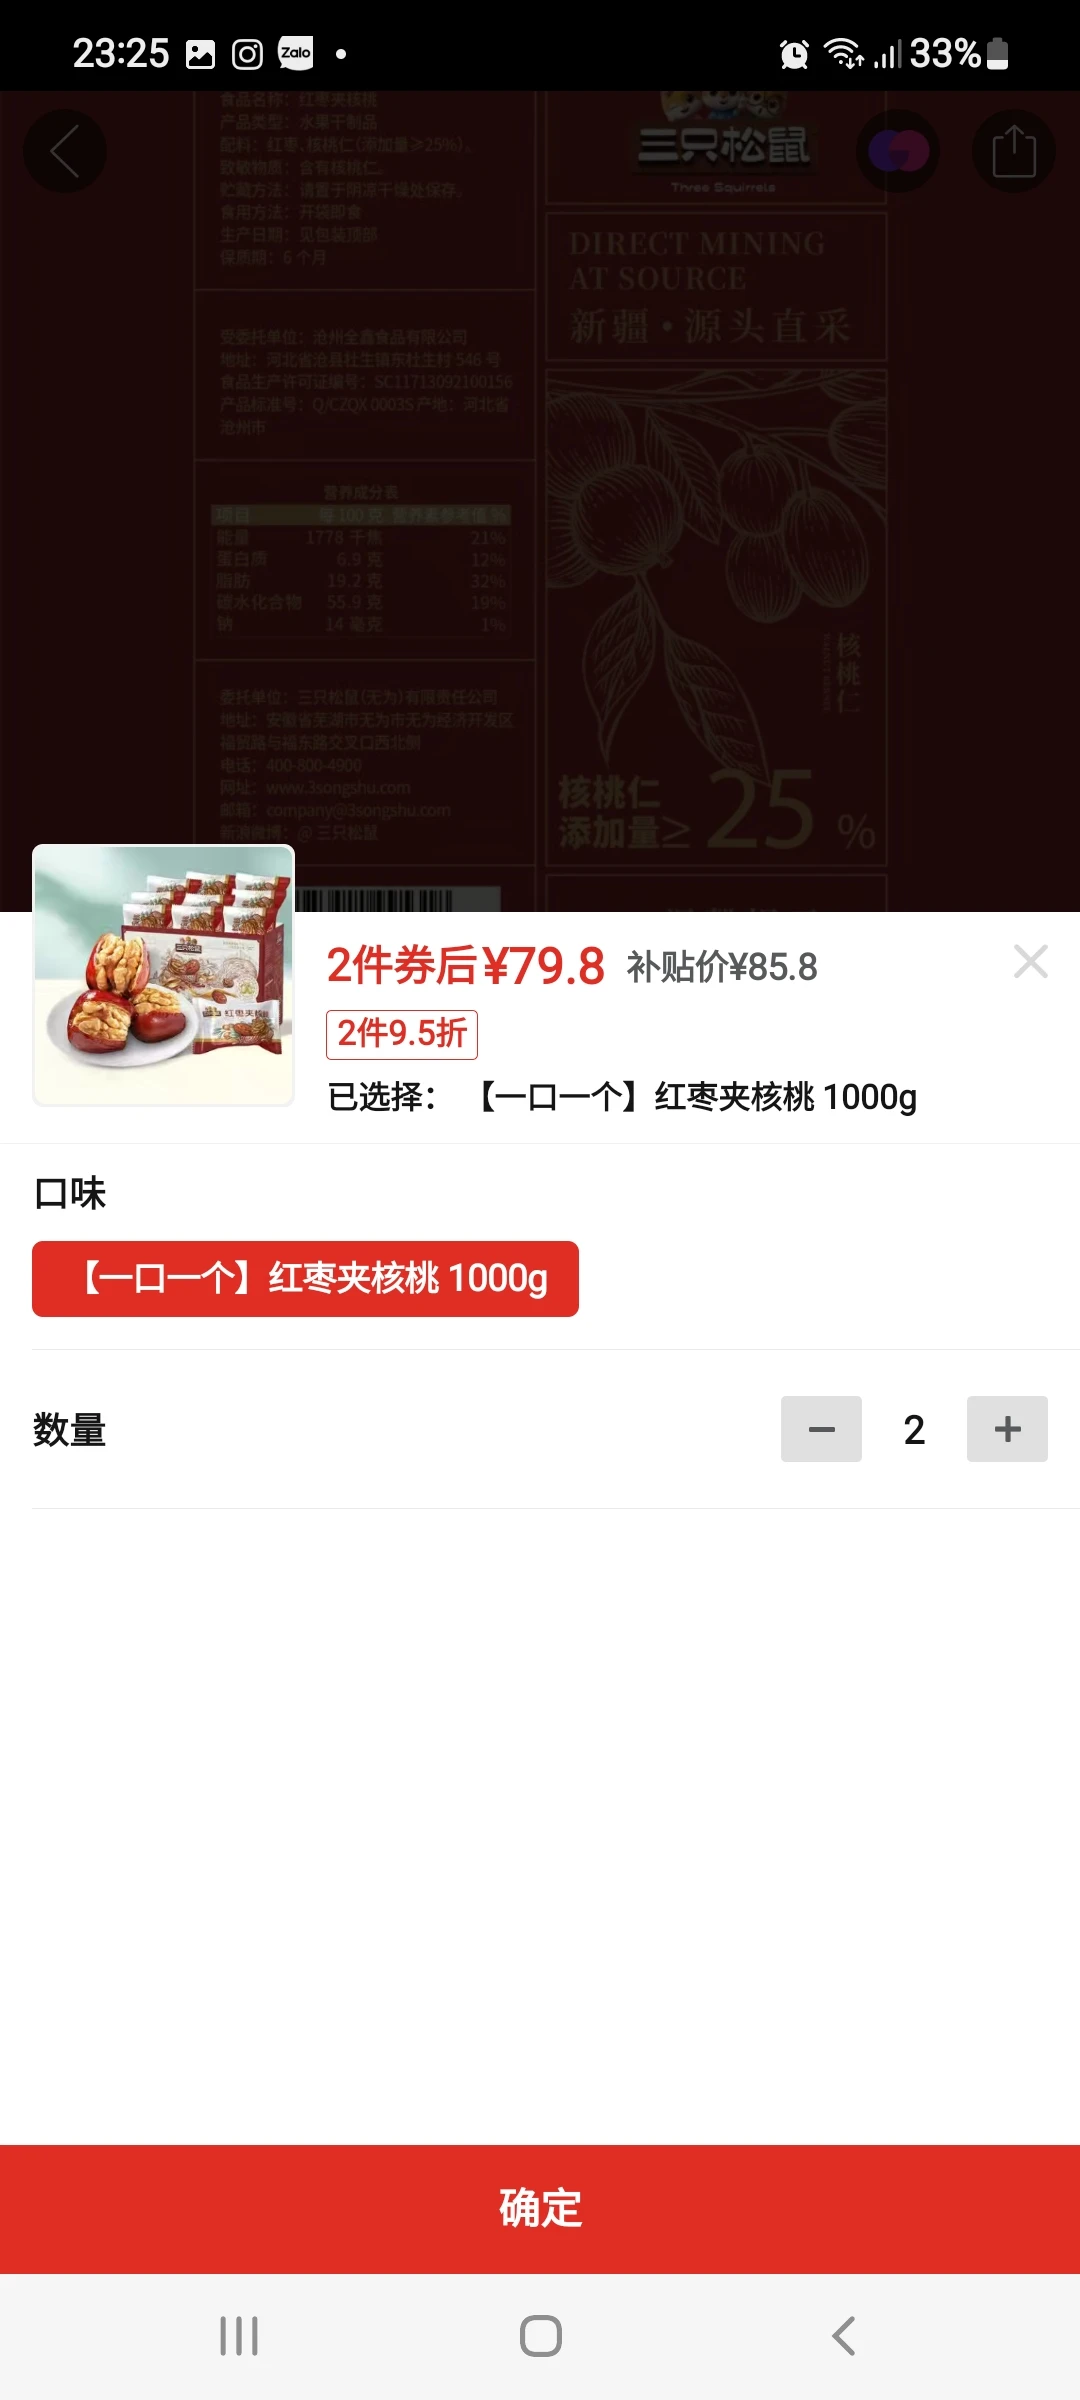 23:25 Zalo 33%
食品名称：红枣夹核桃
产品类型：水果干制品
配料：红枣、核桃仁（添加量≥25%）。
致敏物质：含有核桃仁。
贮藏方法：请置于阴凉干燥处保存。
食用方法：开袋即食
生产日期：见包装顶部
保质期：6个月
受委托单位：沧州全鑫食品有限公司
地址：河北省沧县杜生镇东杜生村 546 号
食品生产许可证编号：SC11713092100156
产品标准号：Q/CZQX 0003S 产地：河北省
沧州市
营养成分表
项目 每 100 克 营养素参考值 %
能量 1778 千焦 21%
蛋白质 6.9 克 12%
脂肪 19.2 克 32%
碳水化合物 55.9 克 19%
钠 14 毫克 1%
委托单位：三只松鼠（无为）有限责任公司
地址：安徽省芜湖市无为市无为经济开发区
福贸路与福东路交叉口西北侧
电话：400-800-4900
网址：www.3songshu.com
邮箱：company@3songshu.com
新浪微博：@ 三只松鼠
三只松鼠
Three Squirrels
DIRECT MINING
AT SOURCE
新疆·源头直采
核桃仁
核桃仁
添加量≥25%
三只松鼠
红枣夹核桃
2件券后¥79.8 补贴价¥85.8
2件9.5折
已选择： 【一口一个】红枣夹核桃 1000g
口味
【一口一个】红枣夹核桃 1000g
数量 2
确定